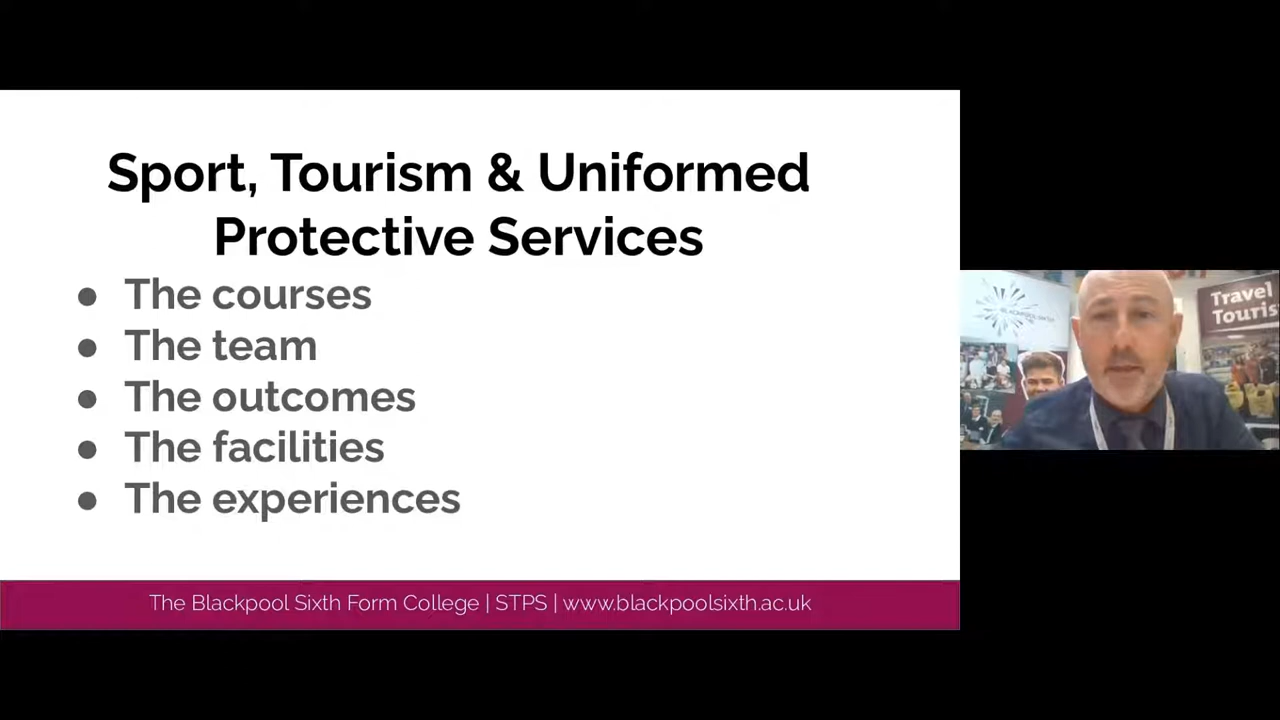 Sport, Tourism & Uniformed
Protective Services
● The courses
● The team
● The outcomes
● The facilities
● The experiences
The Blackpool Sixth Form College | STPS | www.blackpoolsixth.ac.uk
Travel